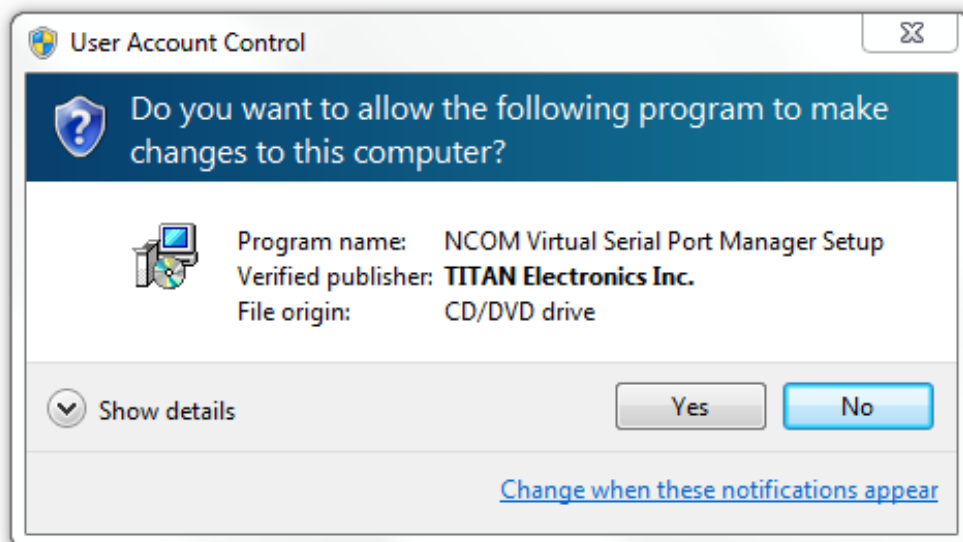 User Account Control
Do you want to allow the following program to make
changes to this computer?
Program name: NCOM Virtual Serial Port Manager Setup
Verified publisher: TITAN Electronics Inc.
File origin: CD/DVD drive
Show details
Yes
No
Change when these notifications appear